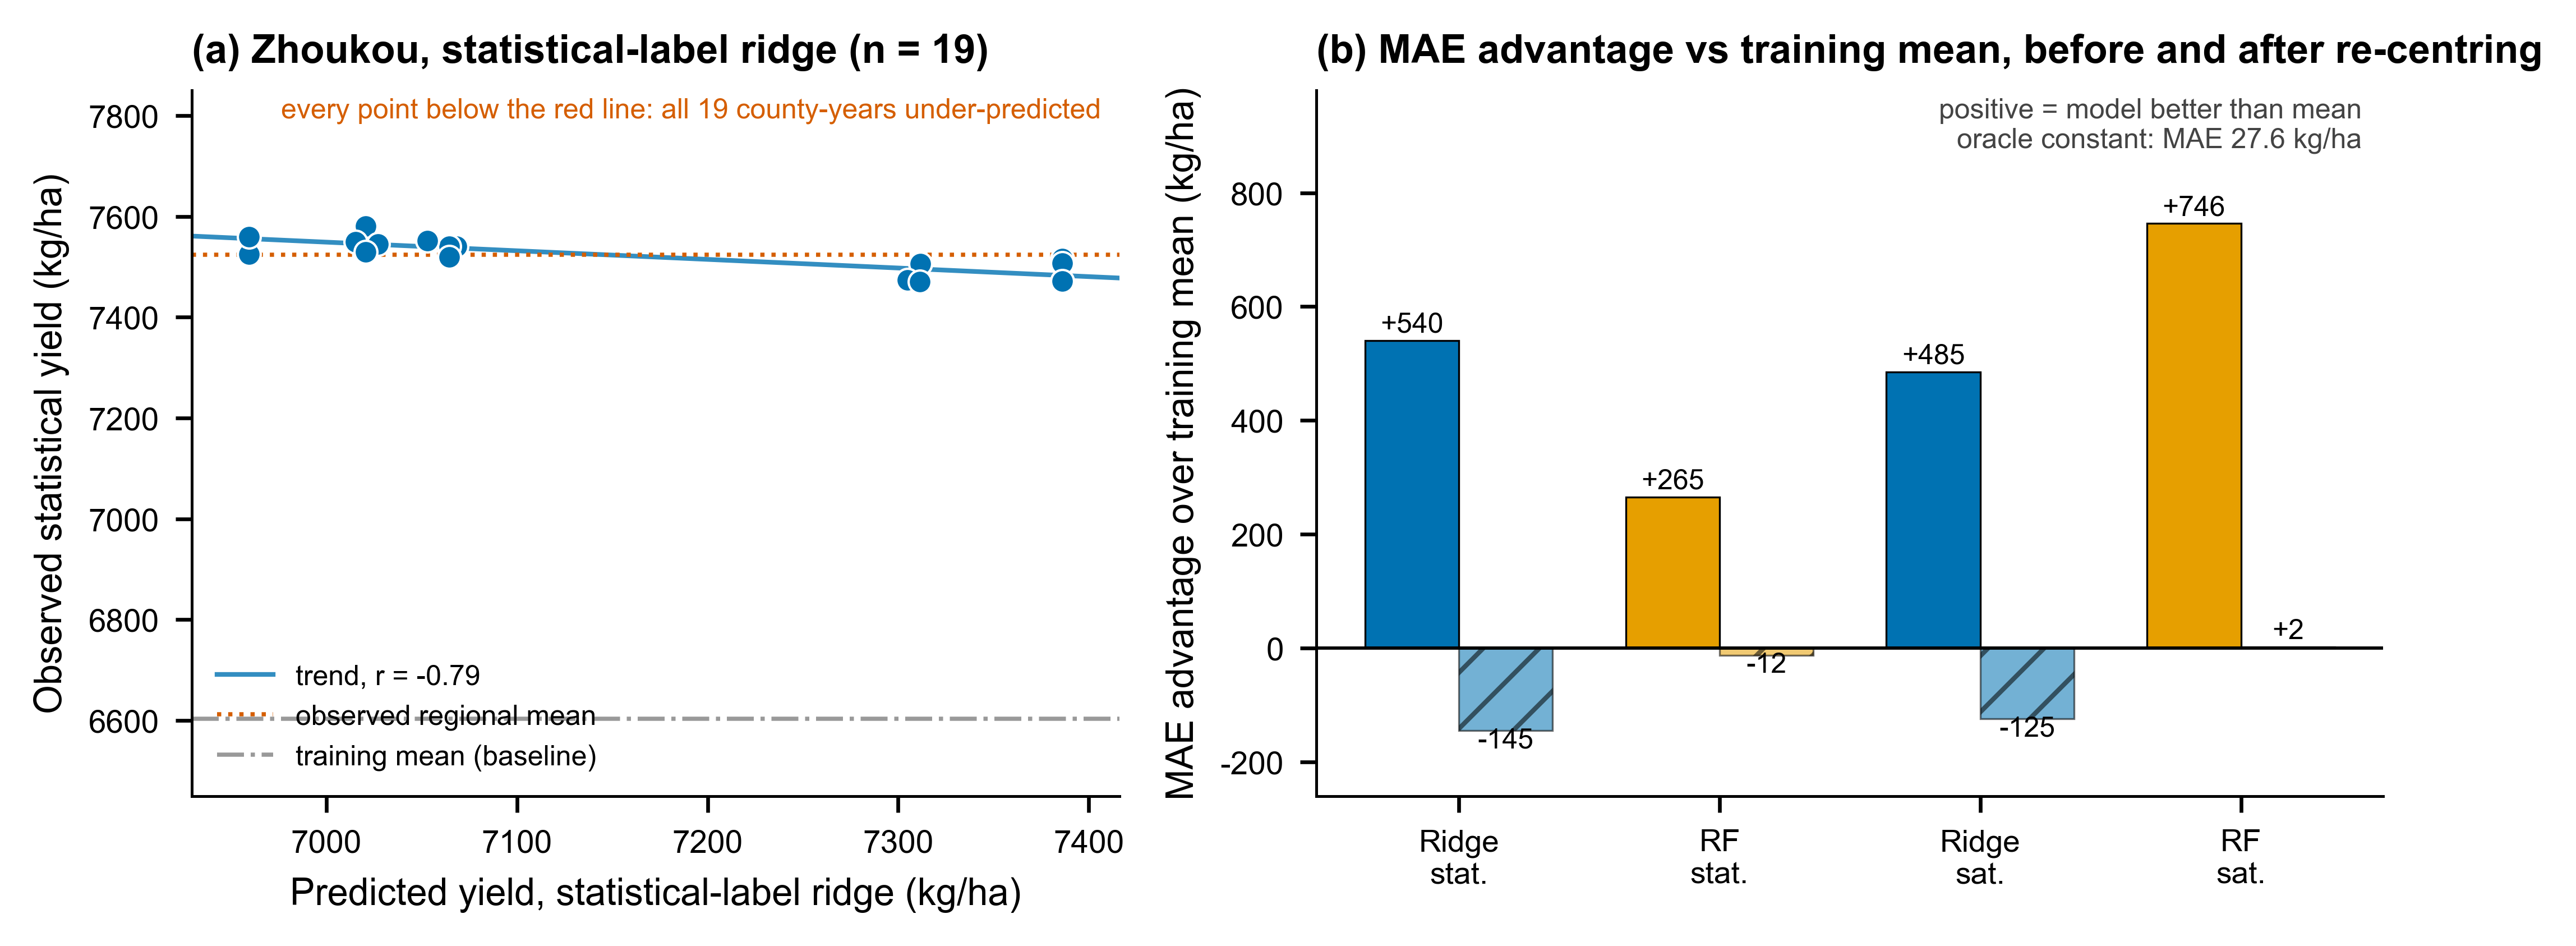 (a) Zhoukou, statistical-label ridge (n = 19)
every point below the red line: all 19 county-years under-predicted
Observed statistical yield (kg/ha)
7800
7600
7400
7200
7000
6800
6600
trend, r = -0.79
observed regional mean
training mean (baseline)
7000
7100
7200
7300
7400
Predicted yield, statistical-label ridge (kg/ha)
(b) MAE advantage vs training mean, before and after re-centring
positive = model better than mean
oracle constant: MAE 27.6 kg/ha
MAE advantage over training mean (kg/ha)
800
600
400
200
0
-200
+540
-145
+265
-12
+485
-125
+746
+2
Ridge
stat.
RF
stat.
Ridge
sat.
RF
sat.